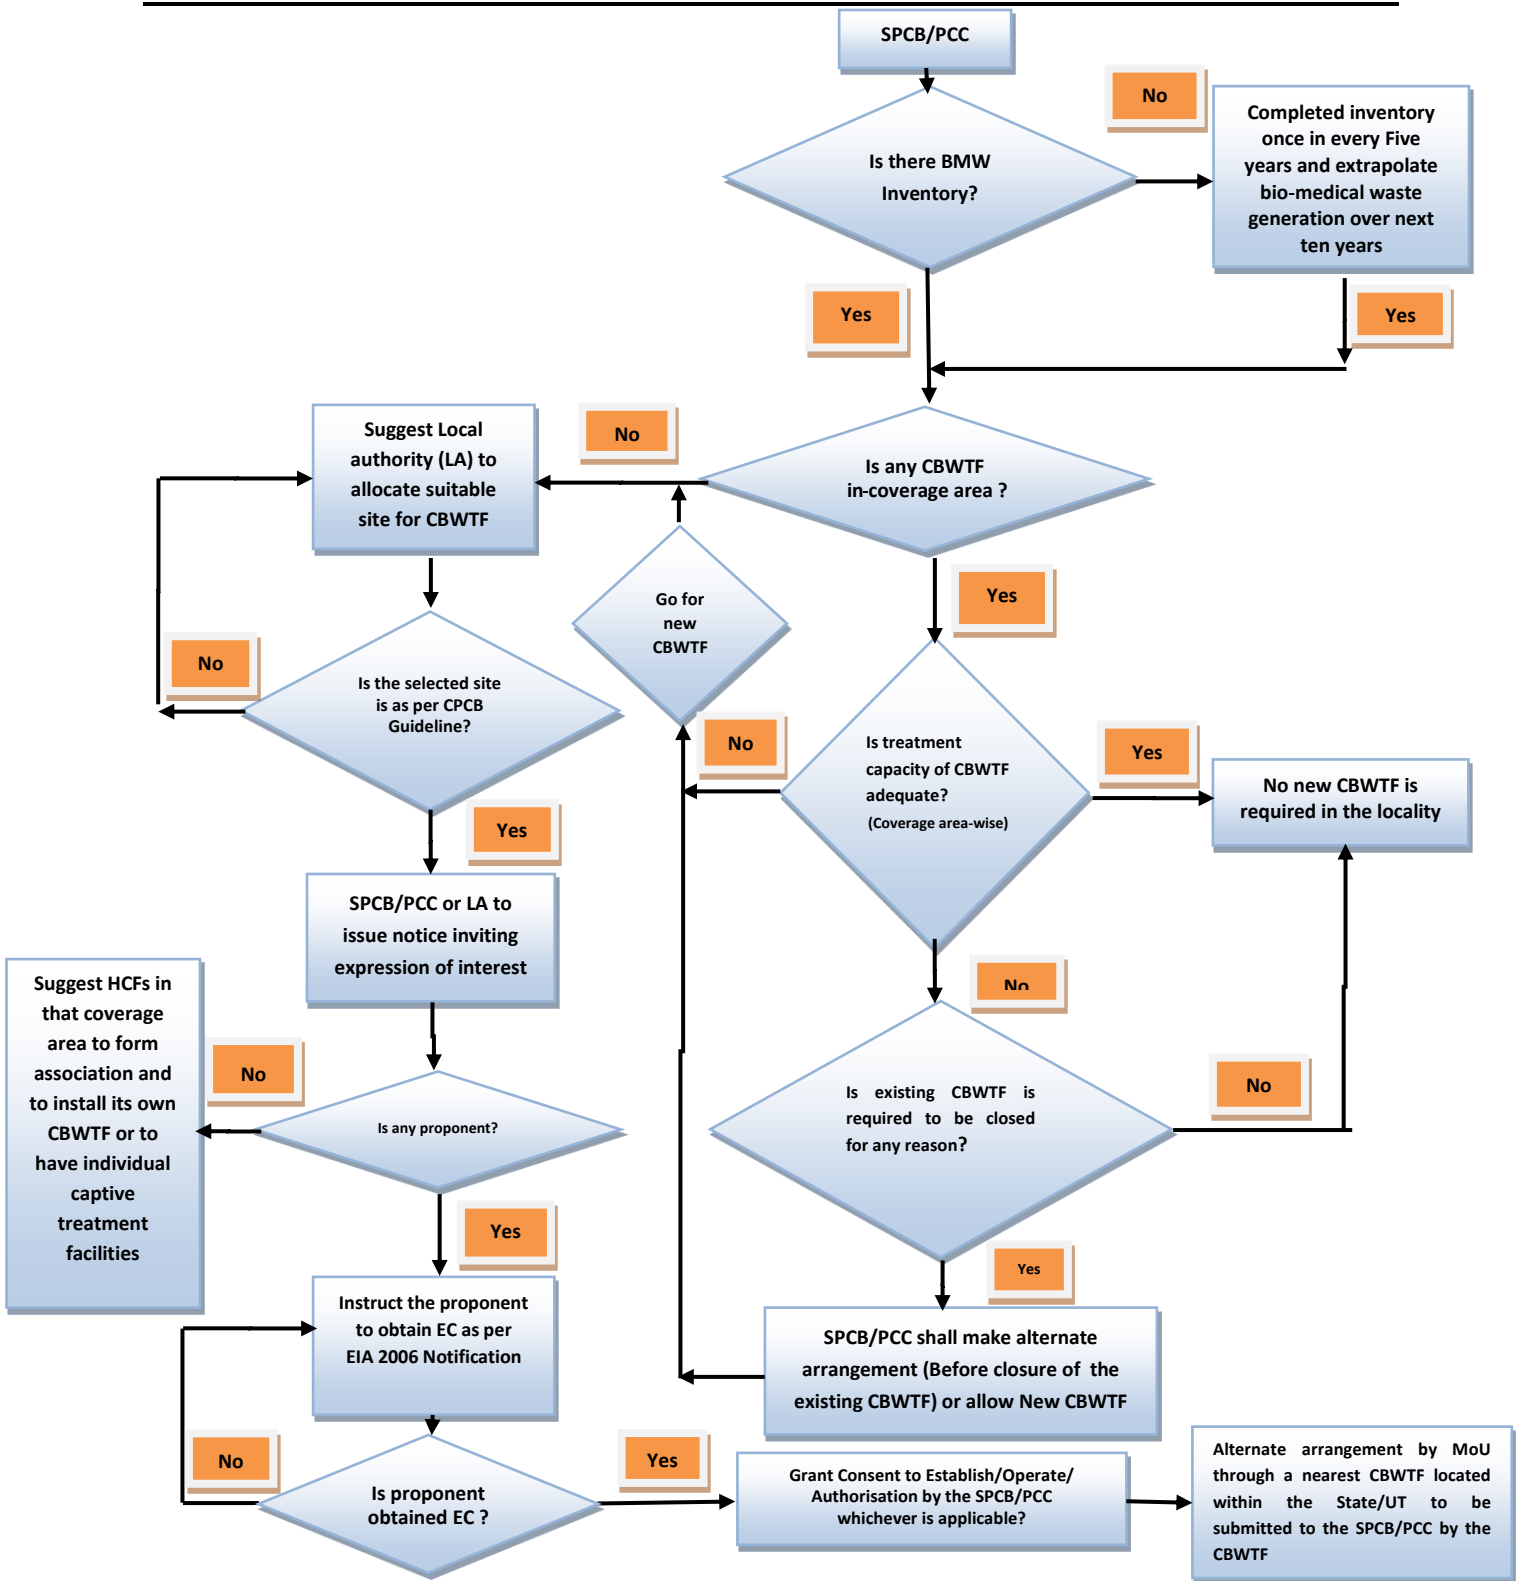 SPCB/PCC
Is there BMW
Inventory?
No
Completed inventory
once in every Five
years and extrapolate
bio-medical waste
generation over next
ten years
Yes
Yes
Is any CBWTF
in-coverage area ?
No
Suggest Local
authority (LA) to
allocate suitable
site for CBWTF
Yes
Go for
new
CBWTF
No
Is the selected site
is as per CPCB
Guideline?
Is treatment
capacity of CBWTF
adequate?
(Coverage area-wise)
No
Yes
No new CBWTF is
required in the locality
Yes
SPCB/PCC or LA to
issue notice inviting
expression of interest
No
Suggest HCFs in
that coverage
area to form
association and
to install its own
CBWTF or to
have individual
captive
treatment
facilities
No
Is any proponent?
Is existing CBWTF is
required to be closed
for any reason?
No
Yes
Yes
Instruct the proponent
to obtain EC as per
EIA 2006 Notification
SPCB/PCC shall make alternate
arrangement (Before closure of the
existing CBWTF) or allow New CBWTF
No
Is proponent
obtained EC ?
Yes
Grant Consent to Establish/Operate/
Authorisation by the SPCB/PCC
whichever is applicable?
Alternate arrangement by MoU
through a nearest CBWTF located
within the State/UT to be
submitted to the SPCB/PCC by the
CBWTF